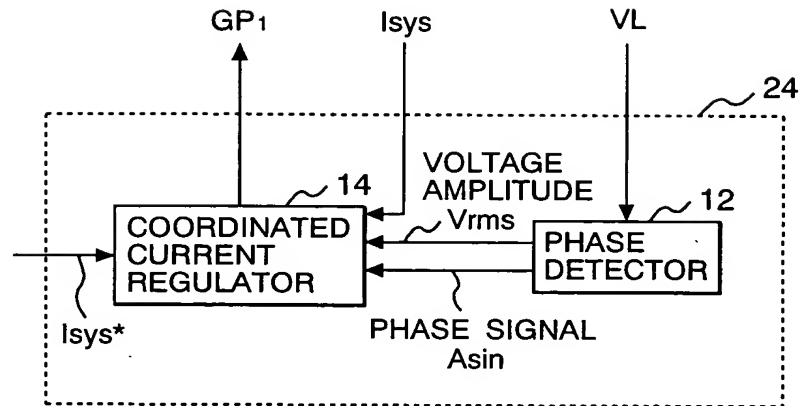 GP1
Isys
VL
24
14
VOLTAGE
AMPLITUDE
12
COORDINATED
CURRENT
REGULATOR
Vrms
PHASE
DETECTOR
Isys*
PHASE SIGNAL
Asin